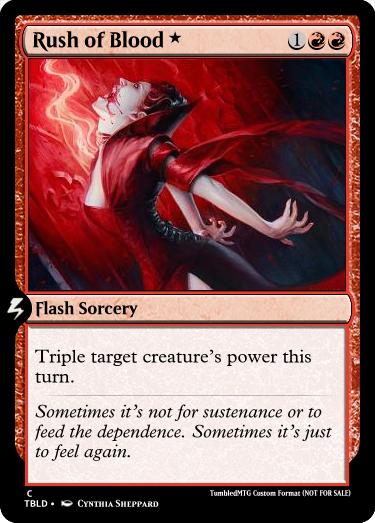 Rush of Blood ★ 1
Flash Sorcery
Triple target creature's power this
turn.
Sometimes it's not for sustenance or to
feed the dependence. Sometimes it's just
to feel again.
C
TBLD • Cynthia Sheppard
TumbledMTG Custom Format (NOT FOR SALE)